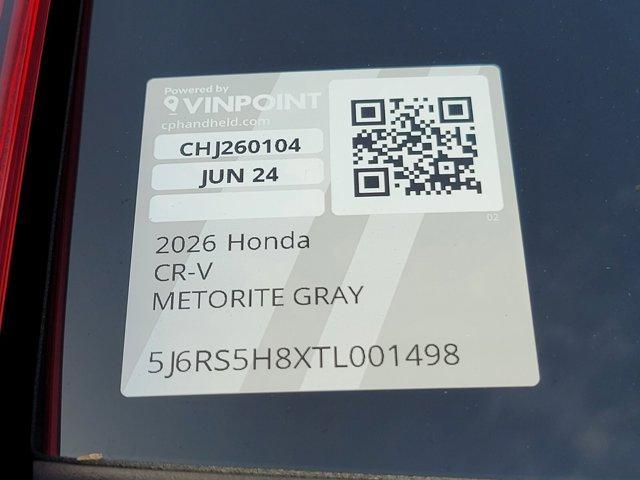 Powered by
VINPOINT
cphandheld.com
CHJ260104
JUN 24
02
2026 Honda
CR-V
METORITE GRAY
5J6RS5H8XTL001498